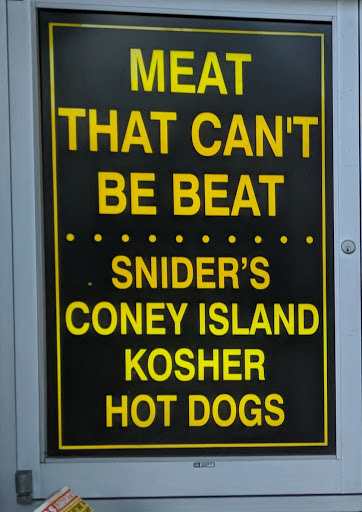 MEAT
THAT CAN'T
BE BEAT
SNIDER'S
CONEY ISLAND
KOSHER
HOT DOGS